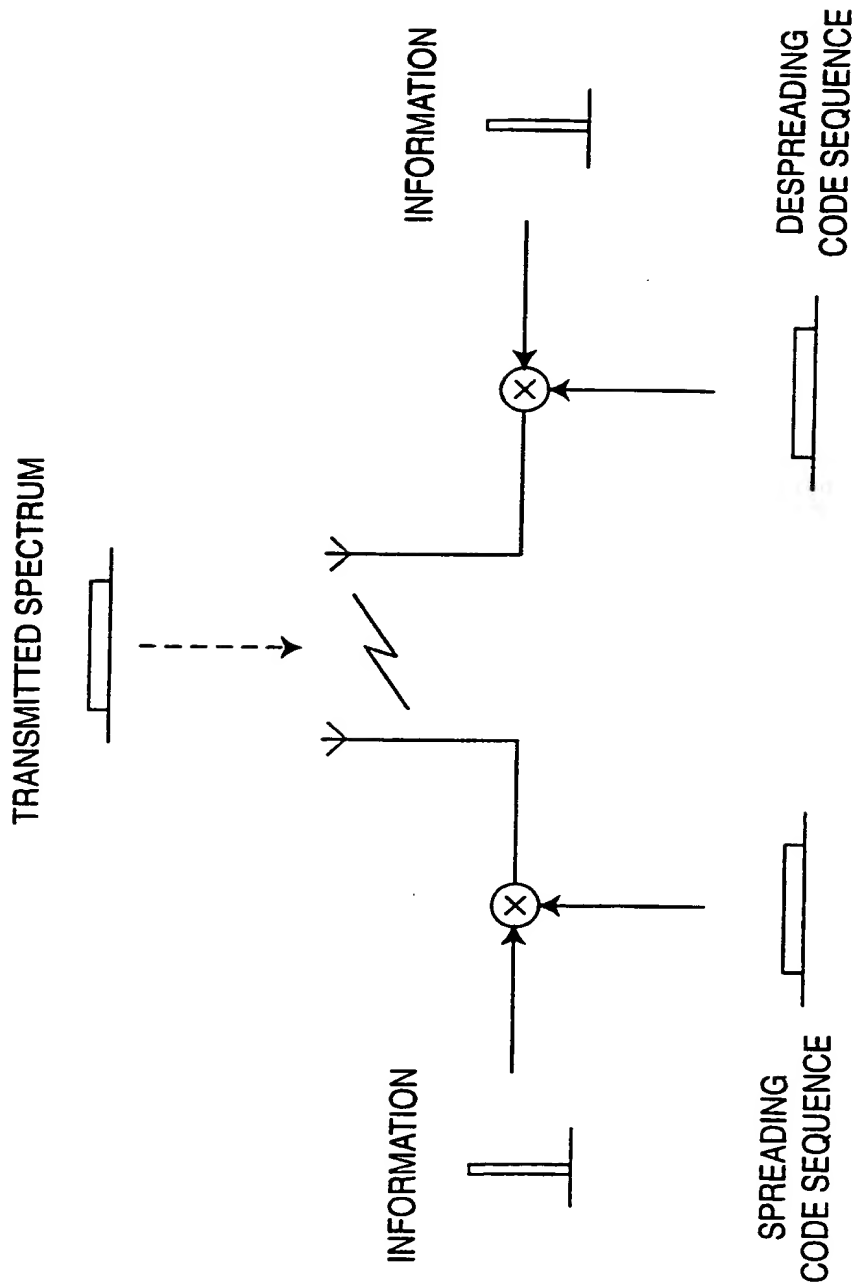 TRANSMITTED SPECTRUM
INFORMATION
INFORMATION
SPREADING
CODE SEQUENCE
DESPREADING
CODE SEQUENCE